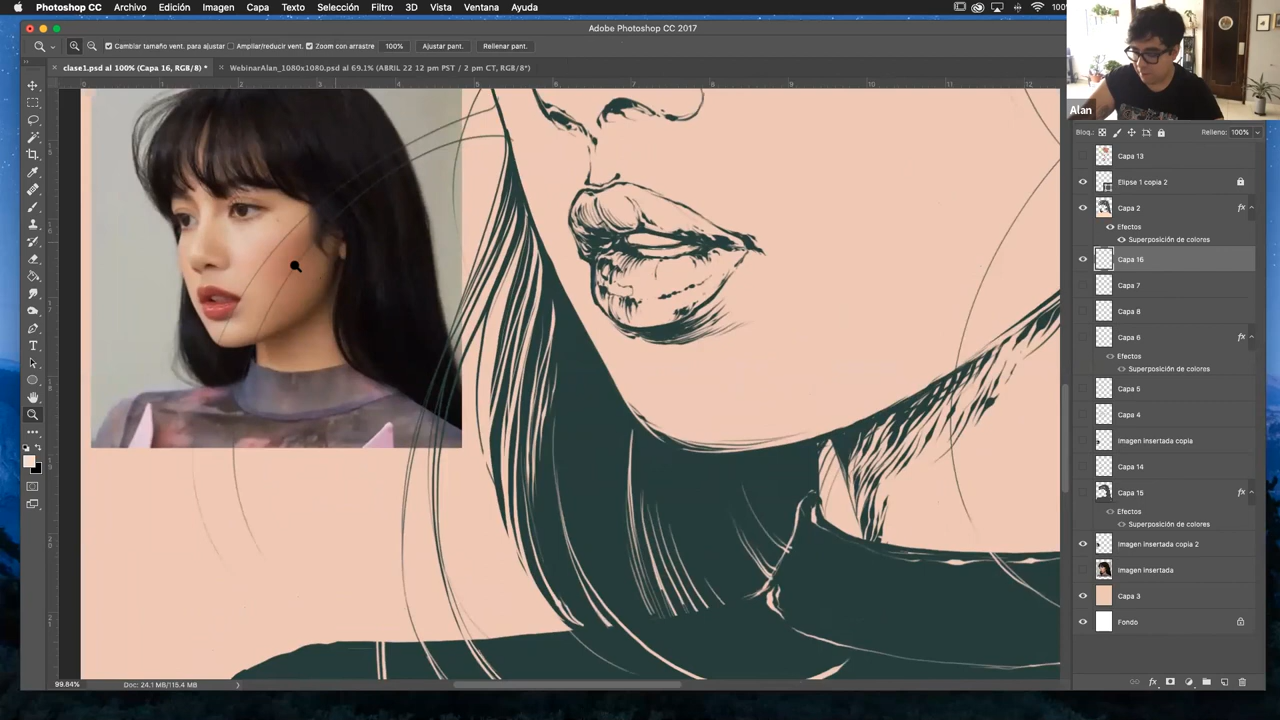 Photoshop CC Archivo Edición Imagen Capa Texto Selección Filtro 3D Vista Ventana Ayuda
Adobe Photoshop CC 2017
Cambiar tamaño vent. para ajustar Ampliar/reducir vent. Zoom con arrastre 100% Ajustar pant. Rellenar pant.
clase1.psd al 100% (Capa 16, RGB/8) * WebinarAlan_1080x1080.psd al 69.1% (ABRIL 22 12 pm PST / 2 pm CT, RGB/8*)
Alan
Bloq.: Relleno: 100%
Capa 13
Elipse 1 copia 2
Capa 2 fx
Efectos
Superposición de colores
Capa 16
Capa 7
Capa 8
Capa 6 fx
Efectos
Superposición de colores
Capa 5
Capa 4
Imagen insertada copia
Capa 14
Capa 15 fx
Efectos
Superposición de colores
Imagen insertada copia 2
Imagen insertada
Capa 3
Fondo
99.84% Doc: 24.1 MB/115.4 MB